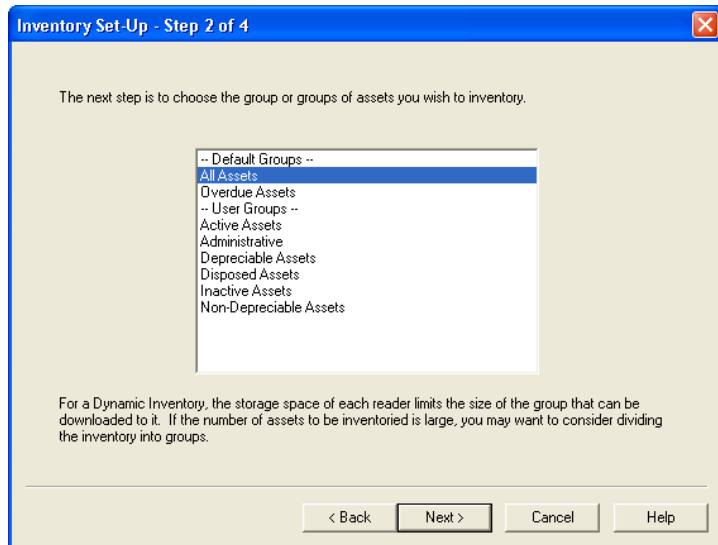 Inventory Set-Up - Step 2 of 4
The next step is to choose the group or groups of assets you wish to inventory.
-- Default Groups --
All Assets
Overdue Assets
-- User Groups --
Active Assets
Administrative
Depreciable Assets
Disposed Assets
Inactive Assets
Non-Depreciable Assets
For a Dynamic Inventory, the storage space of each reader limits the size of the group that can be
downloaded to it.  If the number of assets to be inventoried is large, you may want to consider dividing
the inventory into groups.
< Back  Next >  Cancel  Help